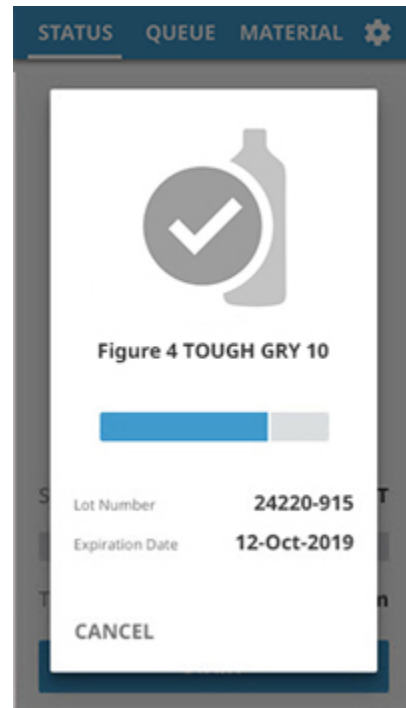 STATUS QUEUE MATERIAL
Figure 4 TOUGH GRY 10
Lot Number 24220-915
Expiration Date 12-Oct-2019
CANCEL